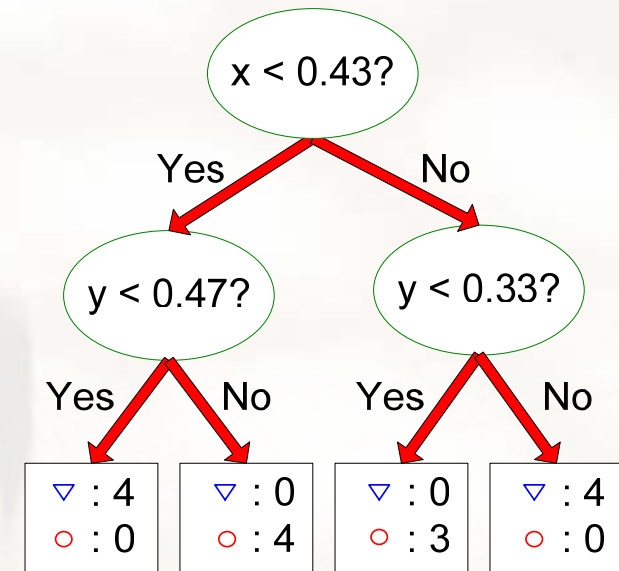 x < 0.43?
Yes No
y < 0.47? y < 0.33?
Yes No Yes No
▽ : 4 ▽ : 0 ▽ : 0 ▽ : 4
○ : 0 ○ : 4 ○ : 3 ○ : 0